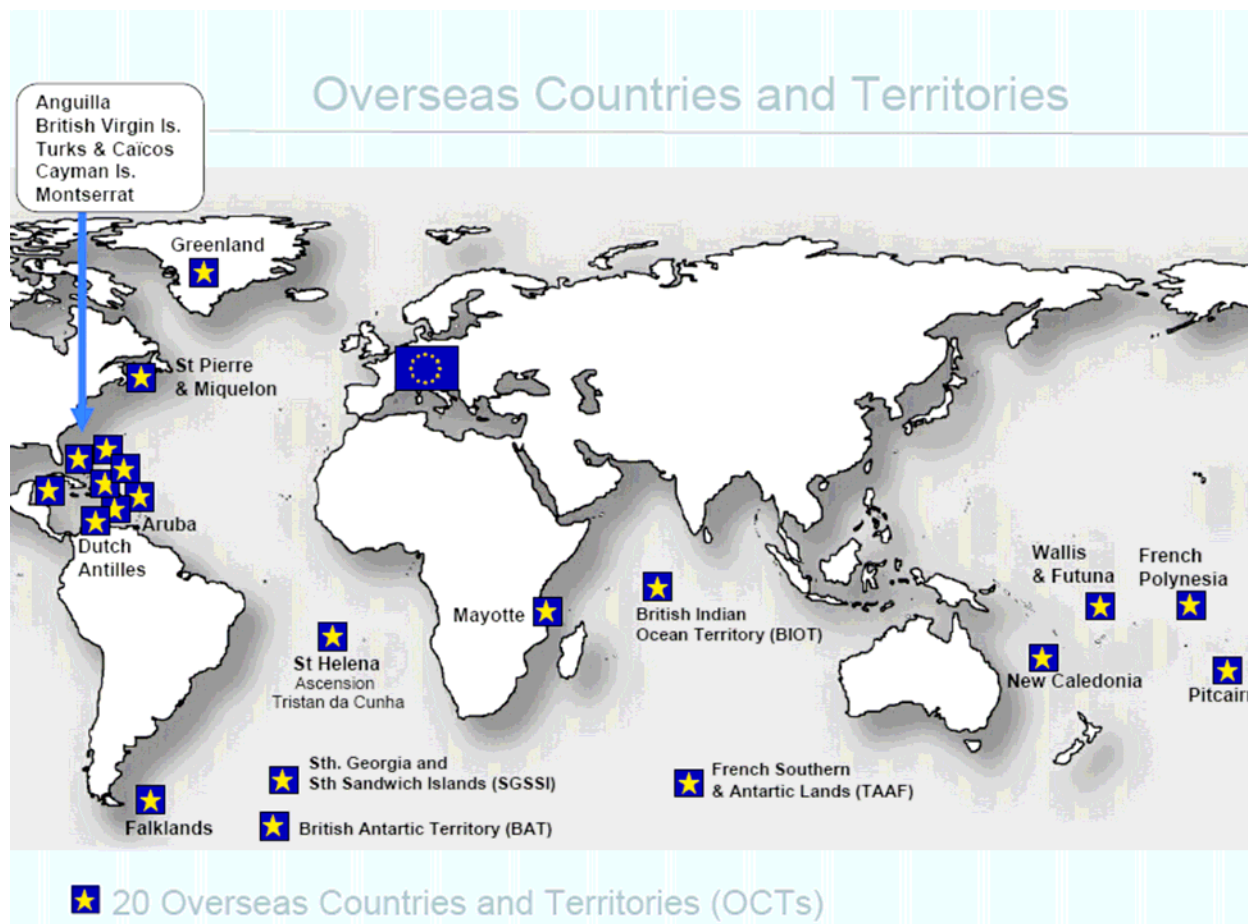 Overseas Countries and Territories
Anguilla
British Virgin Is.
Turks & Caïcos
Cayman Is.
Montserrat
Greenland
St Pierre
& Miquelon
Aruba
Dutch
Antilles
Mayotte
British Indian
Ocean Territory (BIOT)
Wallis
& Futuna
French
Polynesia
St Helena
Ascension
Tristan da Cunha
New Caledonia
Pitcairn
Sth. Georgia and
Sth Sandwich Islands (SGSSI)
French Southern
& Antartic Lands (TAAF)
Falklands
British Antartic Territory (BAT)
20 Overseas Countries and Territories (OCTs)